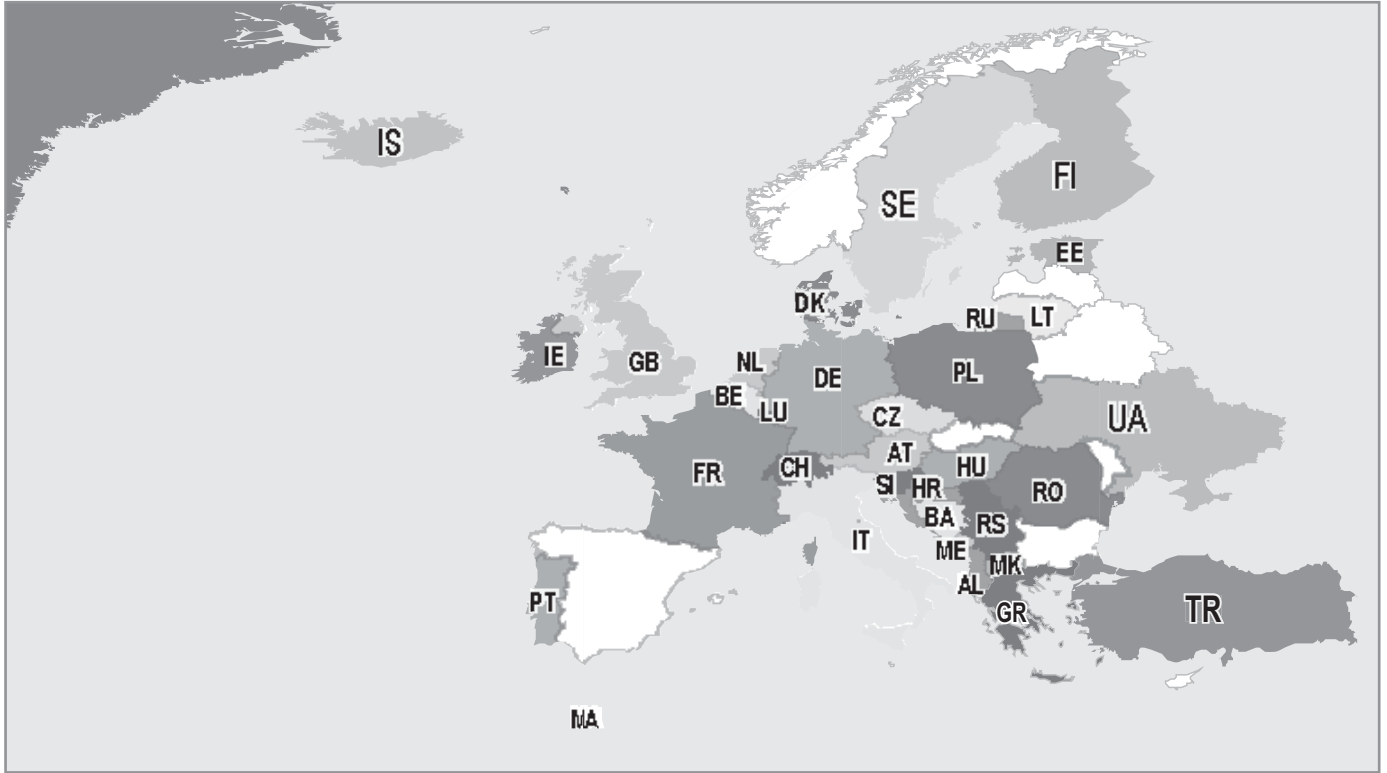 IS
FI
SE
EE
DK
RU
LT
IE
GB
NL
DE
PL
BE
LU
CZ
UA
AT
FR
CH
HU
SI
HR
RO
BA
RS
IT
ME
MK
AL
PT
GR
TR
MA